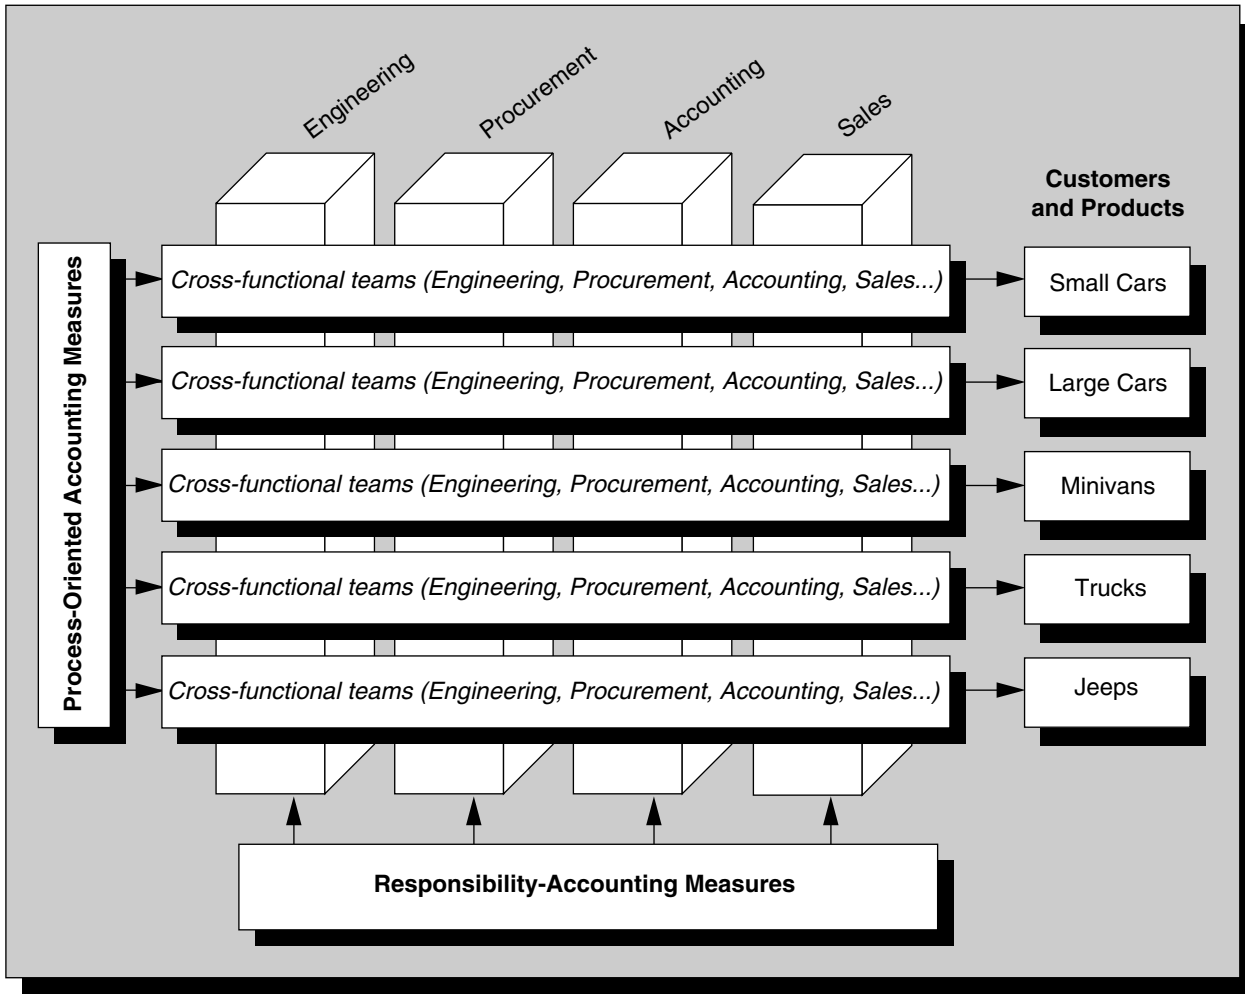 Engineering
Procurement
Accounting
Sales
Customers
and Products
Process-Oriented Accounting Measures
Cross-functional teams (Engineering, Procurement, Accounting, Sales...)
Small Cars
Cross-functional teams (Engineering, Procurement, Accounting, Sales...)
Large Cars
Cross-functional teams (Engineering, Procurement, Accounting, Sales...)
Minivans
Cross-functional teams (Engineering, Procurement, Accounting, Sales...)
Trucks
Cross-functional teams (Engineering, Procurement, Accounting, Sales...)
Jeeps
Responsibility-Accounting Measures